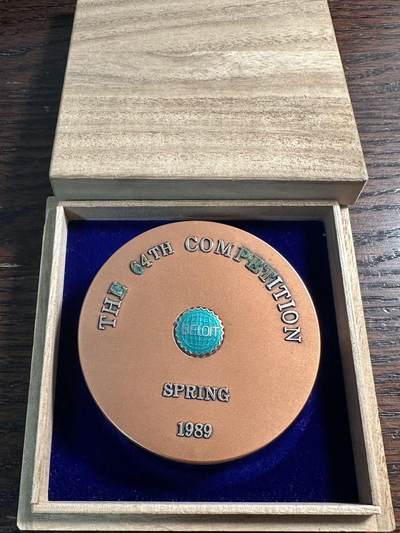 THE 64TH COMPETITION
BELOIT
SPRING
1989